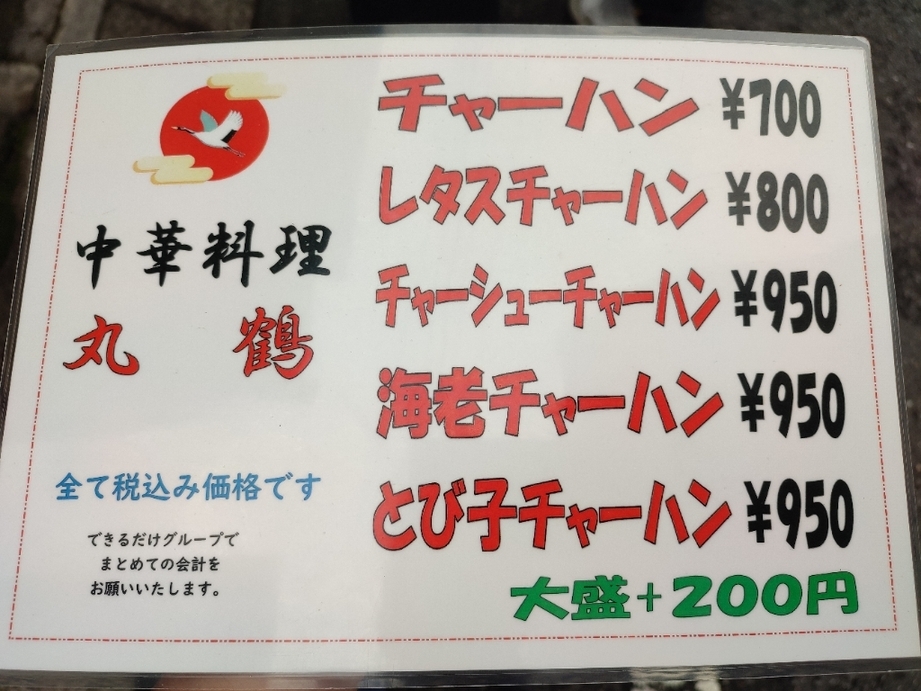 中華料理
丸鶴
全て税込み価格です
できるだけグループで
まとめての会計を
お願いいたします。
チャーハン ¥700
レタスチャーハン ¥800
チャーシューチャーハン ¥950
海老チャーハン ¥950
とび子チャーハン ¥950
大盛+200円